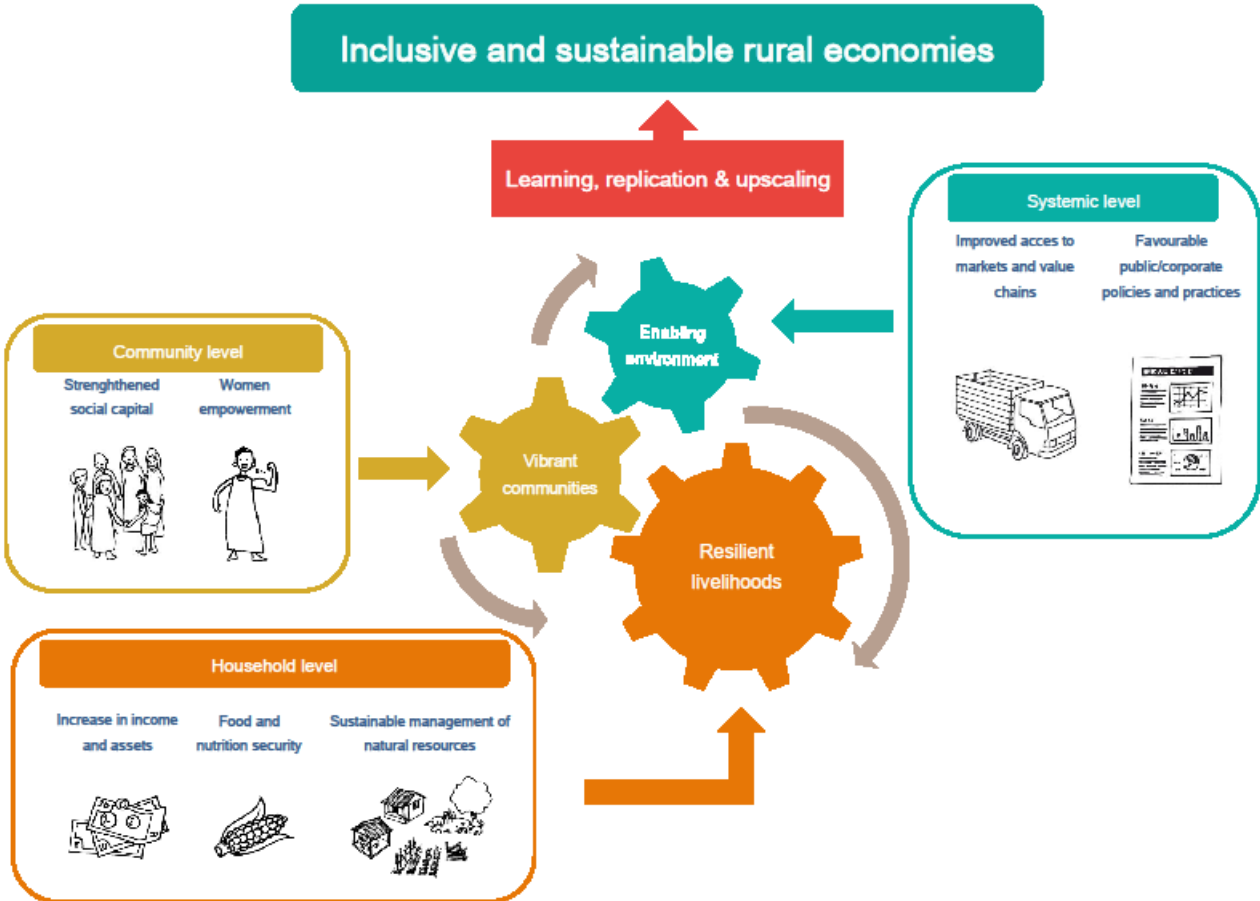 Inclusive and sustainable rural economies
Learning, replication & upscaling
Systemic level
Improved acces to
markets and value
chains
Favourable
public/corporate
policies and practices
Enabling
environment
Community level
Strenghthened
social capital
Women
empowerment
Vibrant
communities
Resilient
livelihoods
Household level
Increase in income
and assets
Food and
nutrition security
Sustainable management of
natural resources